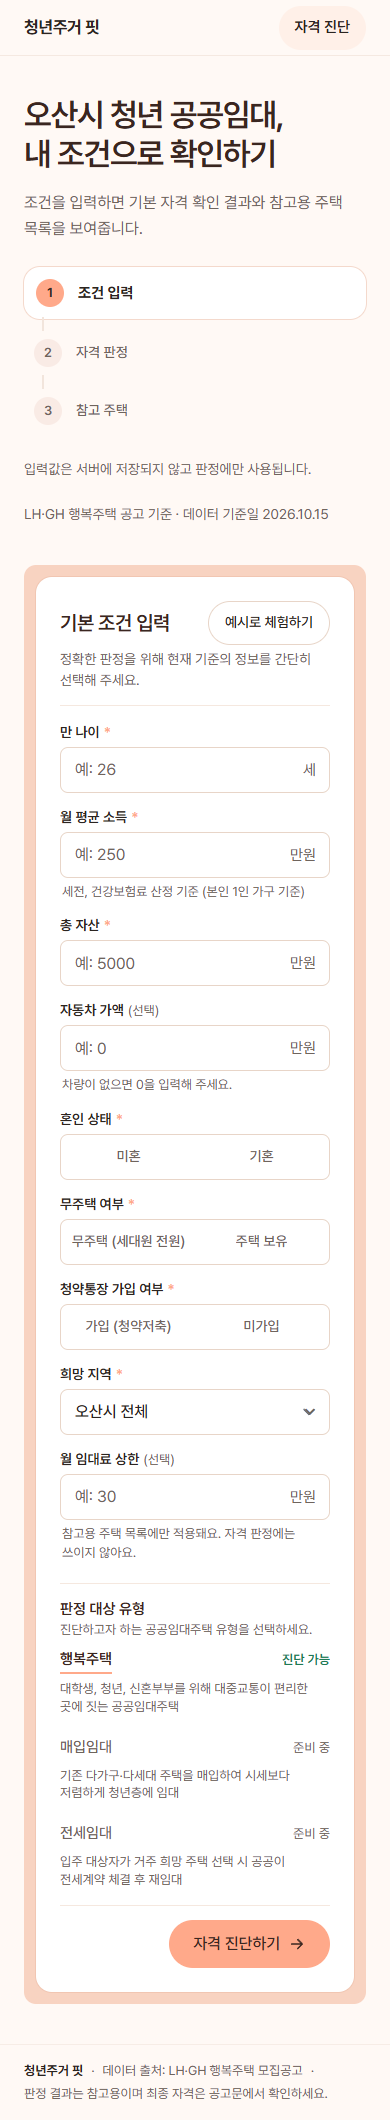 청년주거 핏
자격 진단
오산시 청년 공공임대,
내 조건으로 확인하기
조건을 입력하면 기본 자격 확인 결과와 참고용 주택
목록을 보여줍니다.
1 조건 입력
2 자격 판정
3 참고 주택
입력값은 서버에 저장되지 않고 판정에만 사용됩니다.
LH·GH 행복주택 공고 기준 · 데이터 기준일 2026.10.15
기본 조건 입력
예시로 체험하기
정확한 판정을 위해 현재 기준의 정보를 간단히
선택해 주세요.
만 나이 *
예: 26 세
월 평균 소득 *
예: 250 만원
세전, 건강보험료 산정 기준 (본인 1인 가구 기준)
총 자산 *
예: 5000 만원
자동차 가액 (선택)
예: 0 만원
차량이 없으면 0을 입력해 주세요.
혼인 상태 *
미혼 기혼
무주택 여부 *
무주택 (세대원 전원) 주택 보유
청약통장 가입 여부 *
가입 (청약저축) 미가입
희망 지역 *
오산시 전체
월 임대료 상한 (선택)
예: 30 만원
참고용 주택 목록에만 적용돼요. 자격 판정에는
쓰이지 않아요.
판정 대상 유형
진단하고자 하는 공공임대주택 유형을 선택하세요.
행복주택 진단 가능
대학생, 청년, 신혼부부를 위해 대중교통이 편리한
곳에 짓는 공공임대주택
매입임대 준비 중
기존 다가구·다세대 주택을 매입하여 시세보다
저렴하게 청년층에 임대
전세임대 준비 중
입주 대상자가 거주 희망 주택 선택 시 공공이
전세계약 체결 후 재임대
자격 진단하기 →
청년주거 핏 · 데이터 출처: LH·GH 행복주택 모집공고 ·
판정 결과는 참고용이며 최종 자격은 공고문에서 확인하세요.